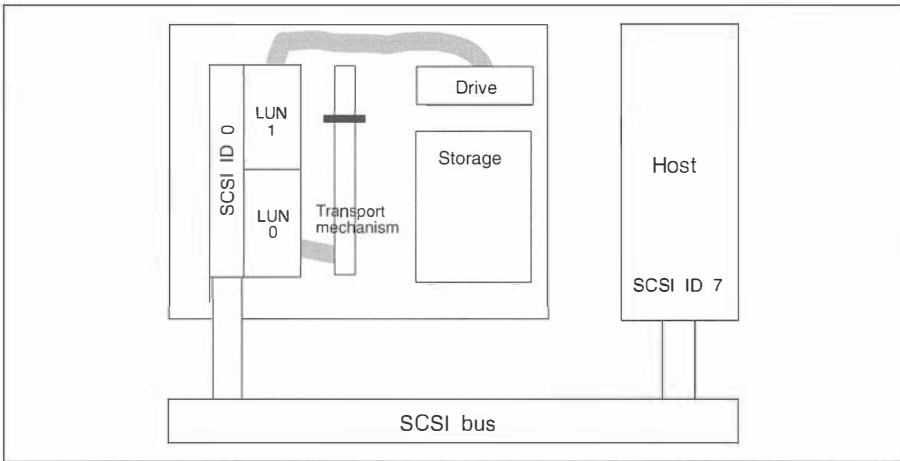 Drive
LUN
1
SCSI ID 0
Storage
Host
LUN
0
Transport
mechanism
SCSI ID 7
SCSI bus